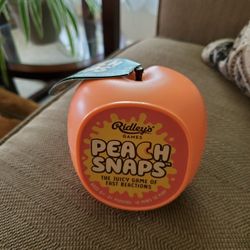 Ridley's
GAMES
PEACH
SNAPS
THE JUICY GAME OF
FAST REACTIONS